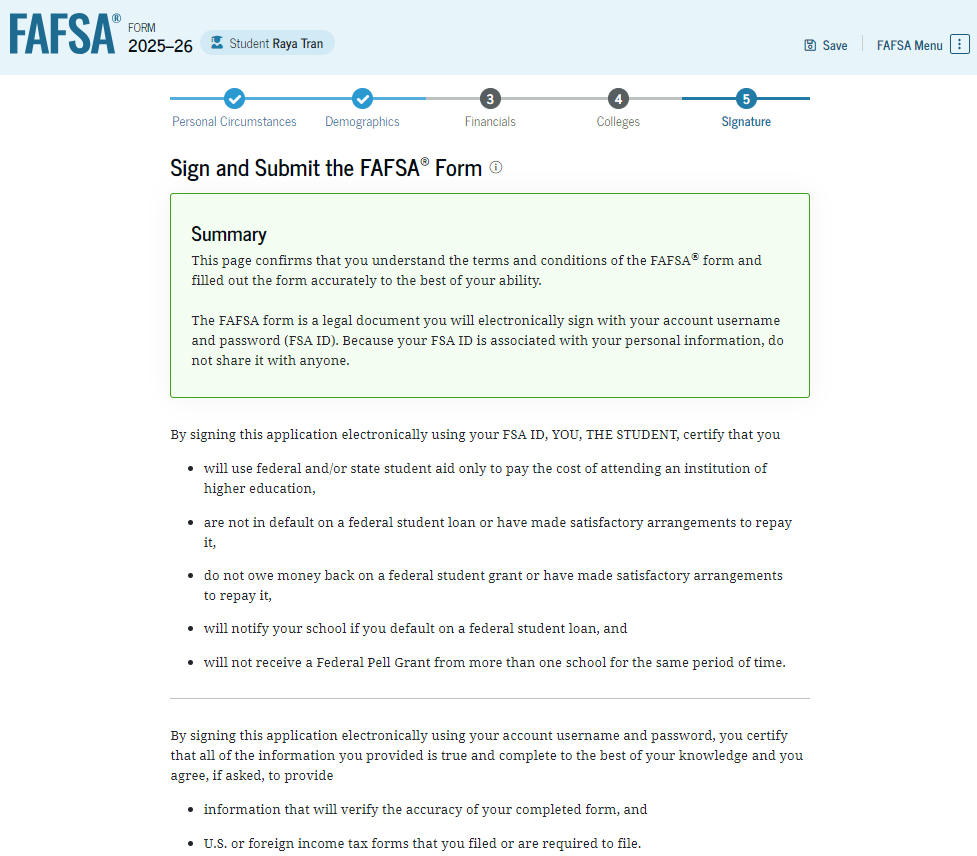 FAFSA® FORM
2025–26
Student Raya Tran
Save
FAFSA Menu
3
4
5
Personal Circumstances
Demographics
Financials
Colleges
Signature
Sign and Submit the FAFSA® Form
Summary
This page confirms that you understand the terms and conditions of the FAFSA® form and
filled out the form accurately to the best of your ability.
The FAFSA form is a legal document you will electronically sign with your account username
and password (FSA ID). Because your FSA ID is associated with your personal information, do
not share it with anyone.
By signing this application electronically using your FSA ID, YOU, THE STUDENT, certify that you
• will use federal and/or state student aid only to pay the cost of attending an institution of
higher education,
• are not in default on a federal student loan or have made satisfactory arrangements to repay
it,
• do not owe money back on a federal student grant or have made satisfactory arrangements
to repay it,
• will notify your school if you default on a federal student loan, and
• will not receive a Federal Pell Grant from more than one school for the same period of time.
By signing this application electronically using your account username and password, you certify
that all of the information you provided is true and complete to the best of your knowledge and you
agree, if asked, to provide
• information that will verify the accuracy of your completed form, and
• U.S. or foreign income tax forms that you filed or are required to file.